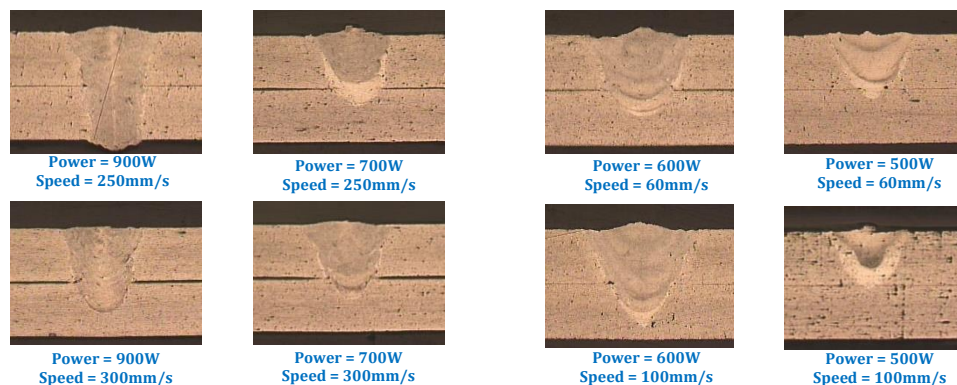 Power = 900W
Speed = 250mm/s
Power = 700W
Speed = 250mm/s
Power = 600W
Speed = 60mm/s
Power = 500W
Speed = 60mm/s
Power = 900W
Speed = 300mm/s
Power = 700W
Speed = 300mm/s
Power = 600W
Speed = 100mm/s
Power = 500W
Speed = 100mm/s